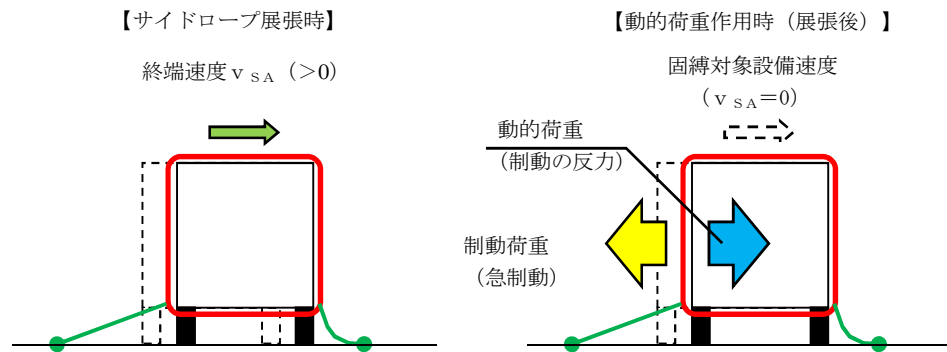 【サイドロープ展張時】
終端速度ｖＳＡ（>0）
【動的荷重作用時（展張後）】
固縛対象設備速度
（ｖＳＡ＝0）
動的荷重
（制動の反力）
制動荷重
（急制動）